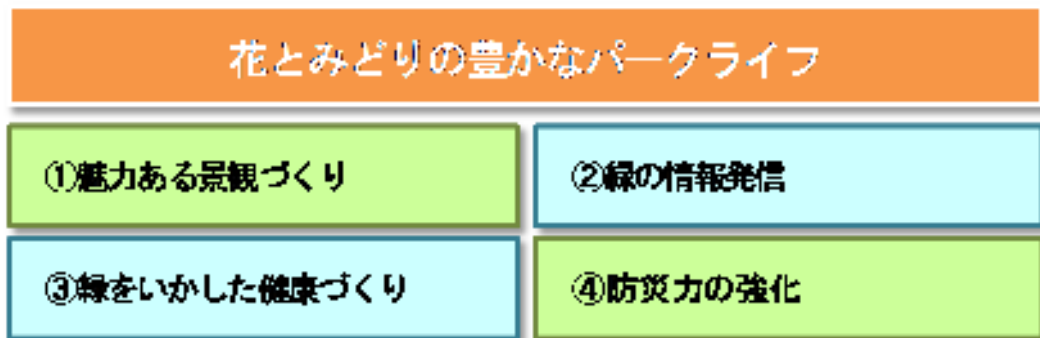 花とみどりの豊かなパークライフ
①魅力ある景観づくり
②緑の情報発信
③緑をいかした健康づくり
④防災力の強化